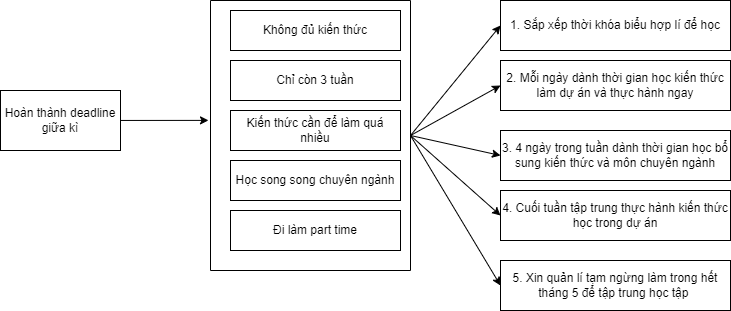 Hoàn thành deadline
giữa kì
Không đủ kiến thức
Chỉ còn 3 tuần
Kiến thức cần để làm quá
nhiều
Học song song chuyên ngành
Đi làm part time
1. Sắp xếp thời khóa biểu hợp lí để học
2. Mỗi ngày dành thời gian học kiến thức
làm dự án và thực hành ngay
3. 4 ngày trong tuần dành thời gian học bổ
sung kiến thức và môn chuyên ngành
4. Cuối tuần tập trung thực hành kiến thức
học trong dự án
5. Xin quản lí tạm ngừng làm trong hết
tháng 5 để tập trung học tập